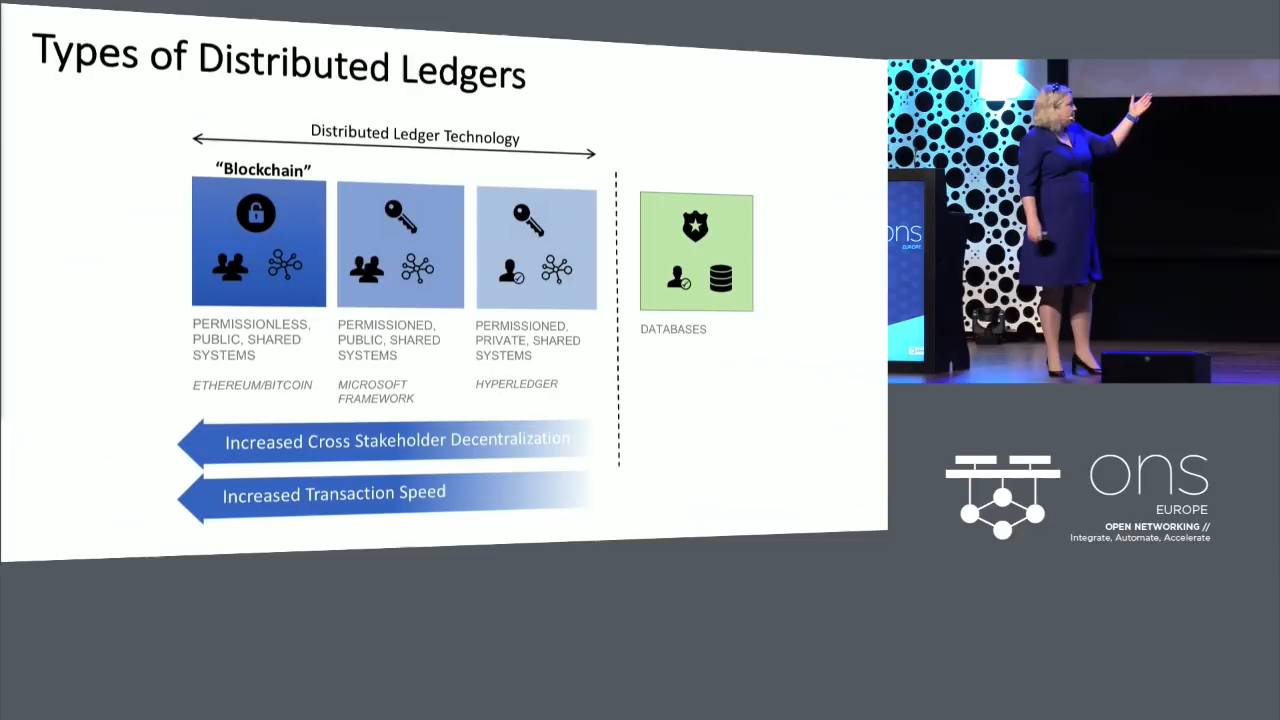 Types of Distributed Ledgers
Distributed Ledger Technology
“Blockchain”
PERMISSIONLESS,
PUBLIC, SHARED
SYSTEMS
ETHEREUM/BITCOIN
PERMISSIONED,
PUBLIC, SHARED
SYSTEMS
MICROSOFT
FRAMEWORK
PERMISSIONED,
PRIVATE, SHARED
SYSTEMS
HYPERLEDGER
DATABASES
Increased Cross Stakeholder Decentralization
Increased Transaction Speed
ons
EUROPE
ons
EUROPE
OPEN NETWORKING //
Integrate, Automate, Accelerate